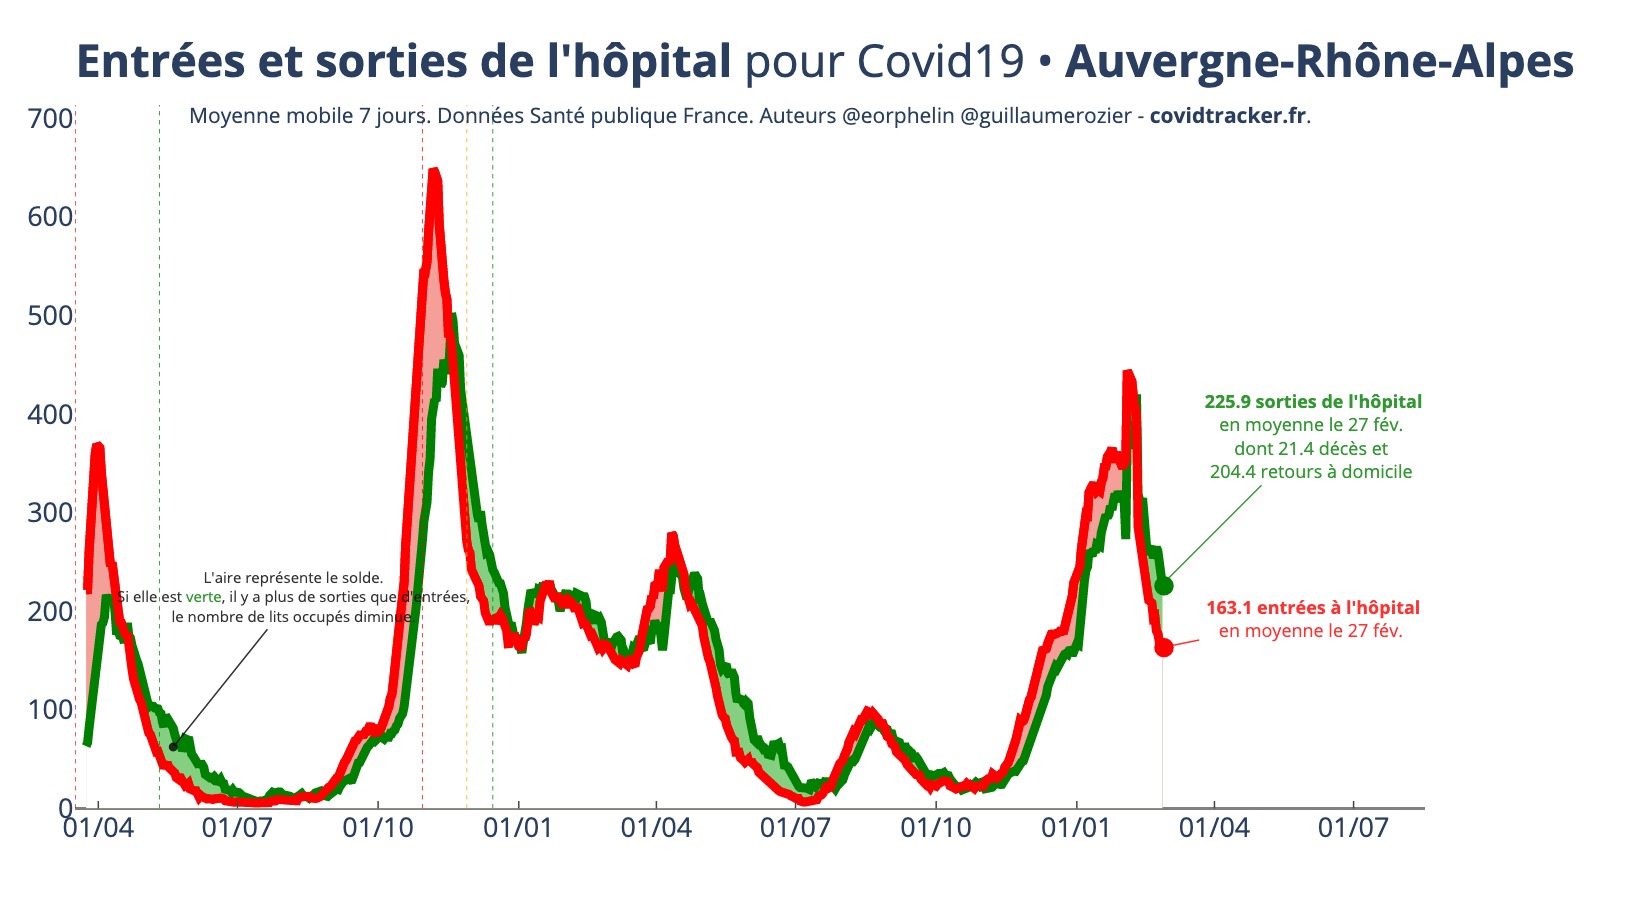 Entrées et sorties de l'hôpital pour Covid19 • Auvergne-Rhône-Alpes
Moyenne mobile 7 jours. Données Santé publique France. Auteurs @eorphelin @guillaumerozier - covidtracker.fr.
700
600
500
400
300
200
100
0
225.9 sorties de l'hôpital
en moyenne le 27 fév.
dont 21.4 décès et
204.4 retours à domicile
163.1 entrées à l'hôpital
en moyenne le 27 fév.
L'aire représente le solde.
Si elle est verte, il y a plus de sorties que d'entrées,
le nombre de lits occupés diminue.
01/04 01/07 01/10 01/01 01/04 01/07 01/10 01/01 01/04 01/07